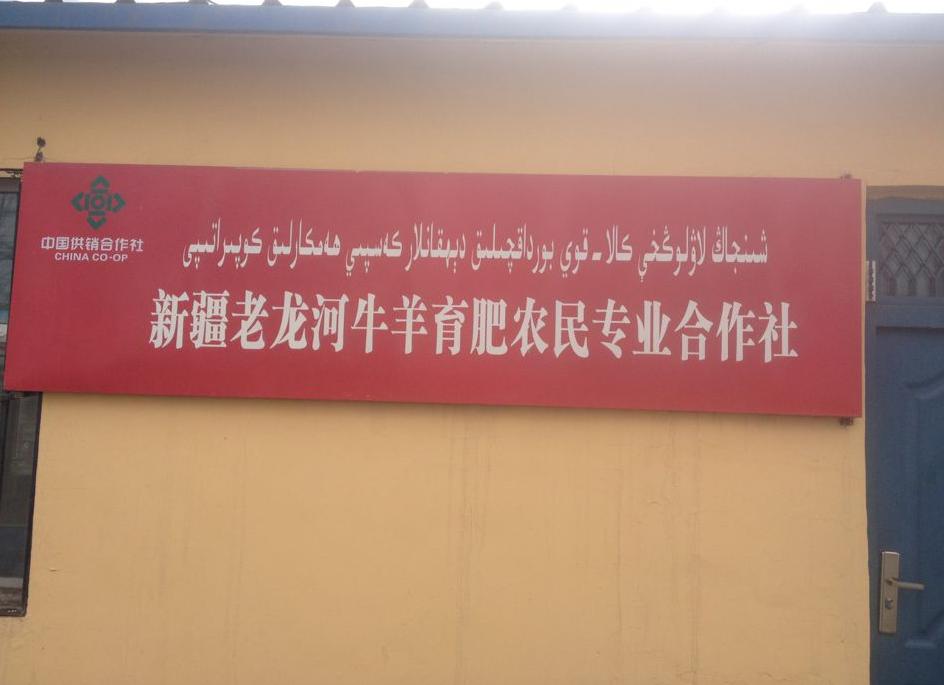 中国供销合作社
CHINA CO-OP
شىنجاڭ لاۋلوڭخې كالا - قوي بورداقچىلىق دېھقانلار كەسپىي ھەمكارلىق كوپىراتىپى
新疆老龙河牛羊育肥农民专业合作社